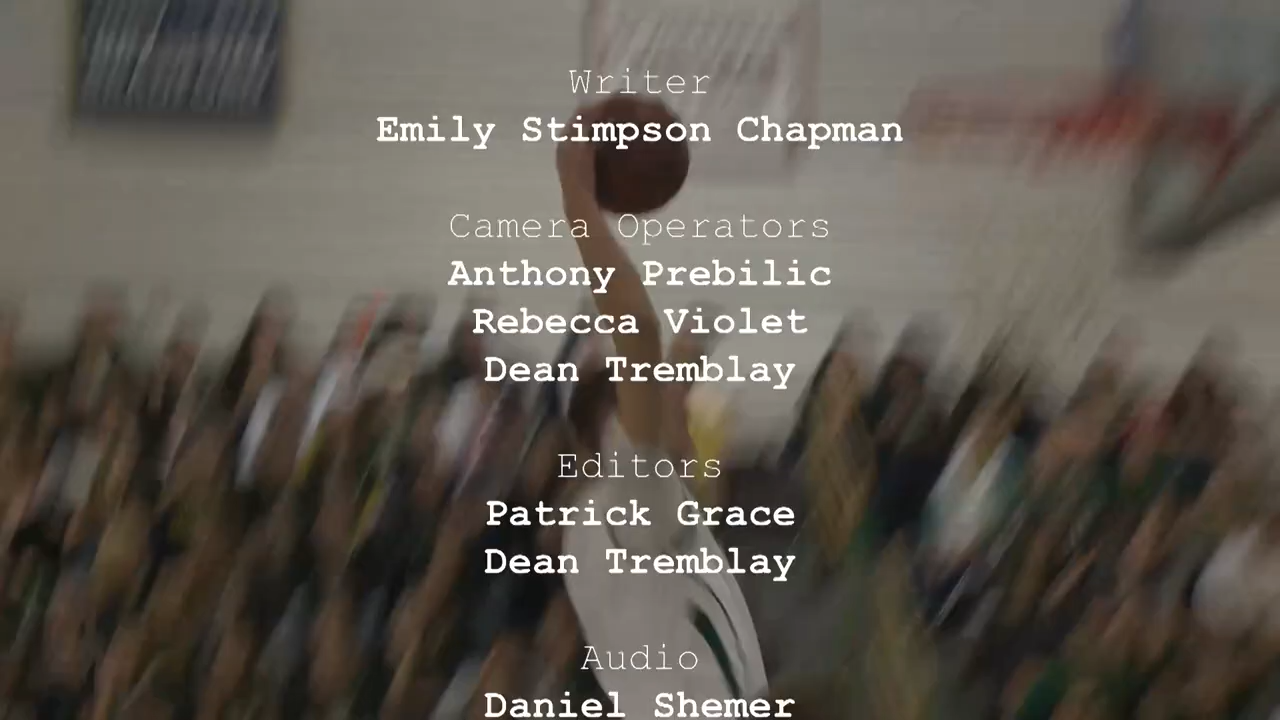 Writer
Emily Stimpson Chapman
Camera Operators
Anthony Prebilic
Rebecca Violet
Dean Tremblay
Editors
Patrick Grace
Dean Tremblay
Audio
Daniel Shemer